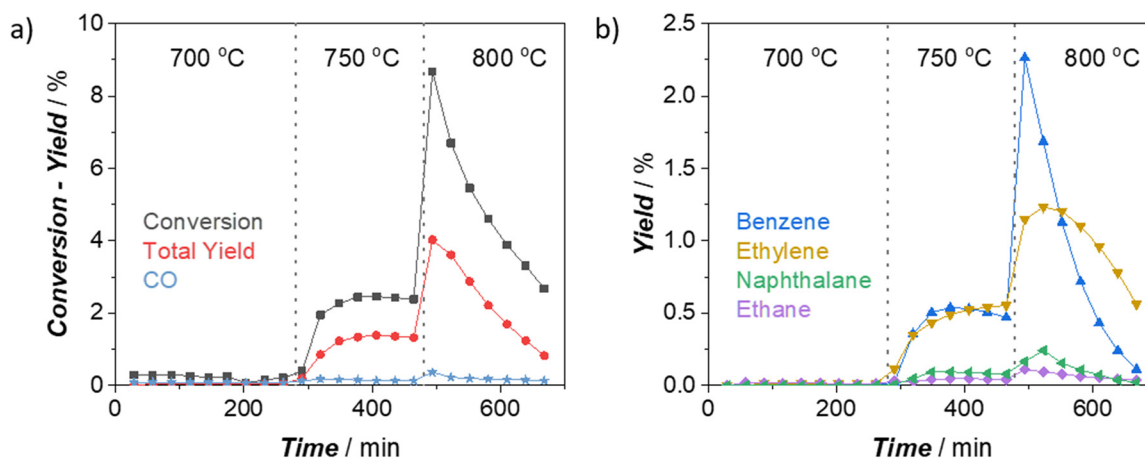 a)
Conversion - Yield / %
10
8
6
4
2
0
700 °C
750 °C
800 °C
Conversion
Total Yield
CO
0
200
400
600
Time / min
b)
Yield / %
2.5
2.0
1.5
1.0
0.5
0.0
700 °C
750 °C
800 °C
Benzene
Ethylene
Naphthalane
Ethane
0
200
400
600
Time / min